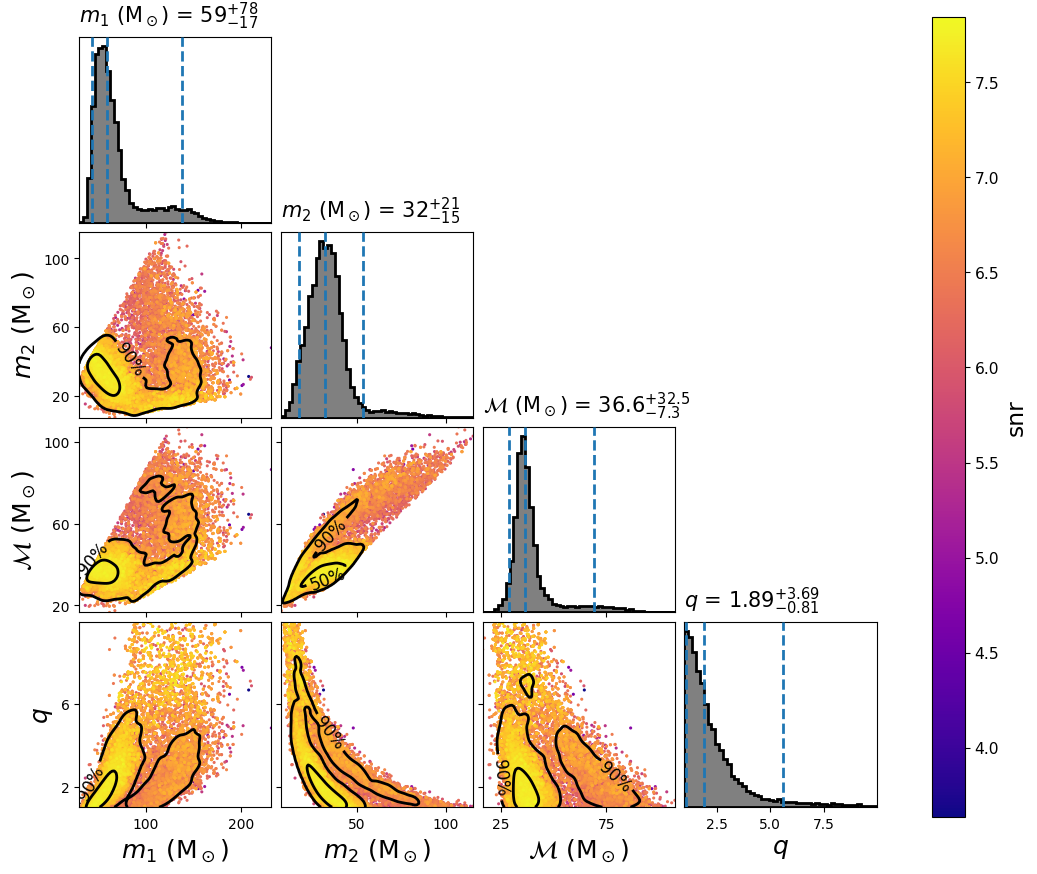 m₁ (M⊙) = 59⁺⁷⁸₋₁₇
m₂ (M⊙) = 32⁺²¹₋₁₅
ℳ (M⊙) = 36.6⁺³²·⁵₋₇.₃
q = 1.89⁺³·⁶⁹₋₀.₈₁
m₂ (M⊙)
100
60
20
90%
ℳ (M⊙)
100
60
20
90%
90%
50%
q
6
2
90%
90%
90%
90%
100 200
50 100
25 75
2.5 5.0 7.5
m₁ (M⊙)
m₂ (M⊙)
ℳ (M⊙)
q
7.5
7.0
6.5
6.0
5.5
5.0
4.5
4.0
snr